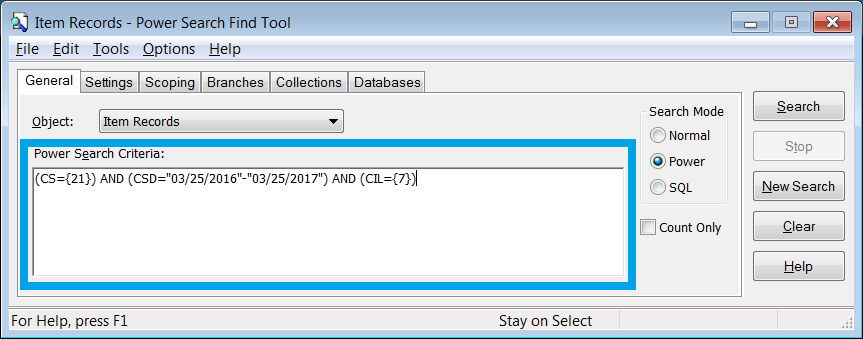 Item Records - Power Search Find Tool
File Edit Tools Options Help
General Settings Scoping Branches Collections Databases
Object: Item Records
Power Search Criteria:
(CS={21}) AND (CSD="03/25/2016"-"03/25/2017") AND (CIL={7})
Search Mode
Normal
Power
SQL
Count Only
Search
Stop
New Search
Clear
Help
For Help, press F1 Stay on Select